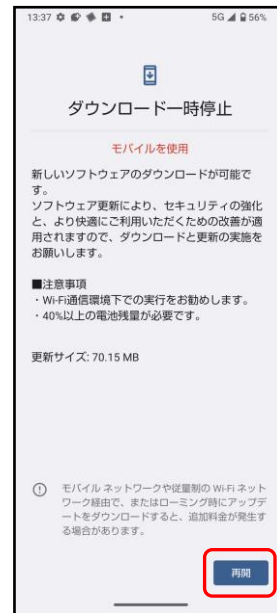 13:37 5G 56%
ダウンロード一時停止
モバイルを使用
新しいソフトウェアのダウンロードが可能で
す。
ソフトウェア更新により、セキュリティの強化
と、より快適にご利用いただくための改善が適
用されますので、ダウンロードと更新の実施を
お願いします。
■注意事項
・Wi-Fi通信環境下での実行をお勧めします。
・40%以上の電池残量が必要です。
更新サイズ: 70.15 MB
モバイル ネットワークや従量制の Wi-Fi ネット
ワーク経由で、またはローミング時にアップデ
ートをダウンロードすると、追加料金が発生す
る場合があります。
再開